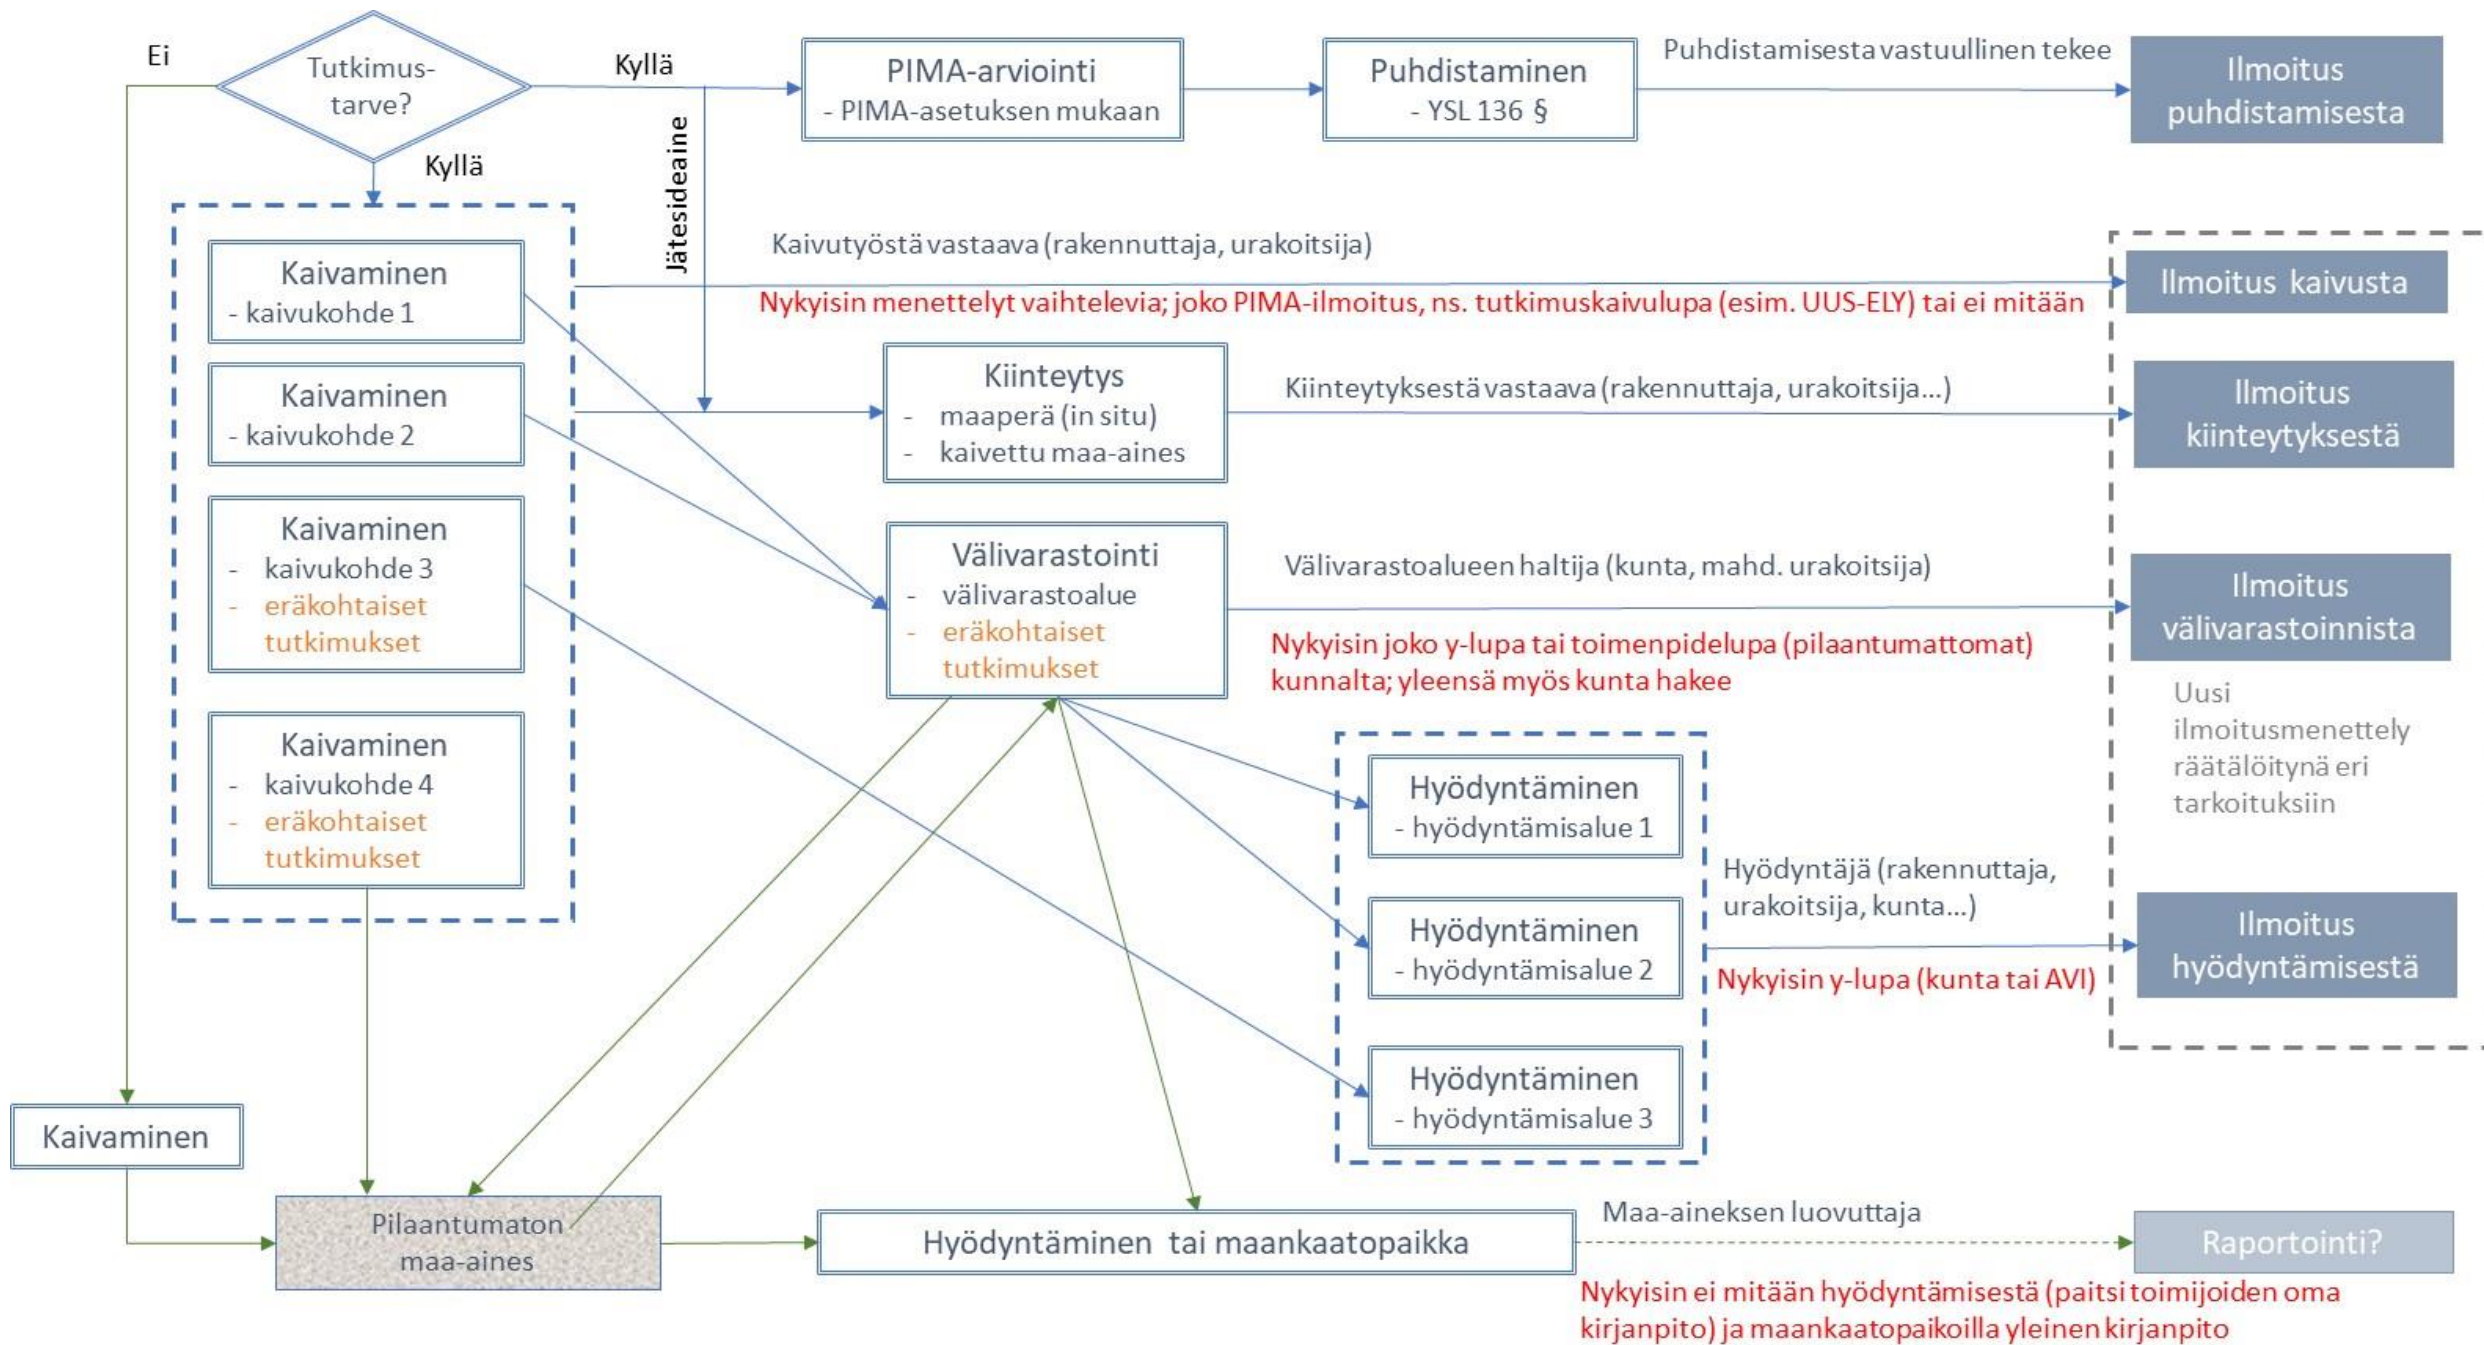 Ei
Tutkimus-
tarve?
Kyllä
Kyllä
Jätesideaine
PIMA-arviointi
- PIMA-asetuksen mukaan
Puhdistaminen
- YSL 136 §
Puhdistamisesta vastuullinen tekee
Ilmoitus
puhdistamisesta
Kaivaminen
- kaivukohde 1
Kaivaminen
- kaivukohde 2
Kaivaminen
- kaivukohde 3
- eräkohtaiset
tutkimukset
Kaivaminen
- kaivukohde 4
- eräkohtaiset
tutkimukset
Kaivutyöstä vastaava (rakennuttaja, urakoitsija)
Nykyisin menettelyt vaihtelevia; joko PIMA-ilmoitus, ns. tutkimuskaivulupa (esim. UUS-ELY) tai ei mitään
Ilmoitus kaivusta
Kiinteytys
- maaperä (in situ)
- kaivettu maa-aines
Kiinteytyksestä vastaava (rakennuttaja, urakoitsija...)
Ilmoitus
kiinteytyksestä
Välivarastointi
- välivarastoalue
- eräkohtaiset
tutkimukset
Välivarastoalueen haltija (kunta, mahd. urakoitsija)
Nykyisin joko y-lupa tai toimenpidelupa (pilaantumattomat)
kunnalta; yleensä myös kunta hakee
Ilmoitus
välivarastoinnista
Uusi
ilmoitusmenettely
räätälöitynä eri
tarkoituksiin
Hyödyntäminen
- hyödyntämisalue 1
Hyödyntäminen
- hyödyntämisalue 2
Hyödyntäminen
- hyödyntämisalue 3
Hyödyntäjä (rakennuttaja,
urakoitsija, kunta...)
Nykyisin y-lupa (kunta tai AVI)
Ilmoitus
hyödyntämisestä
Kaivaminen
Pilaantumaton
maa-aines
Hyödyntäminen tai maankaatopaikka
Maa-aineksen luovuttaja
Raportointi?
Nykyisin ei mitään hyödyntämisestä (paitsi toimijoiden oma
kirjanpito) ja maankaatopaikoilla yleinen kirjanpito